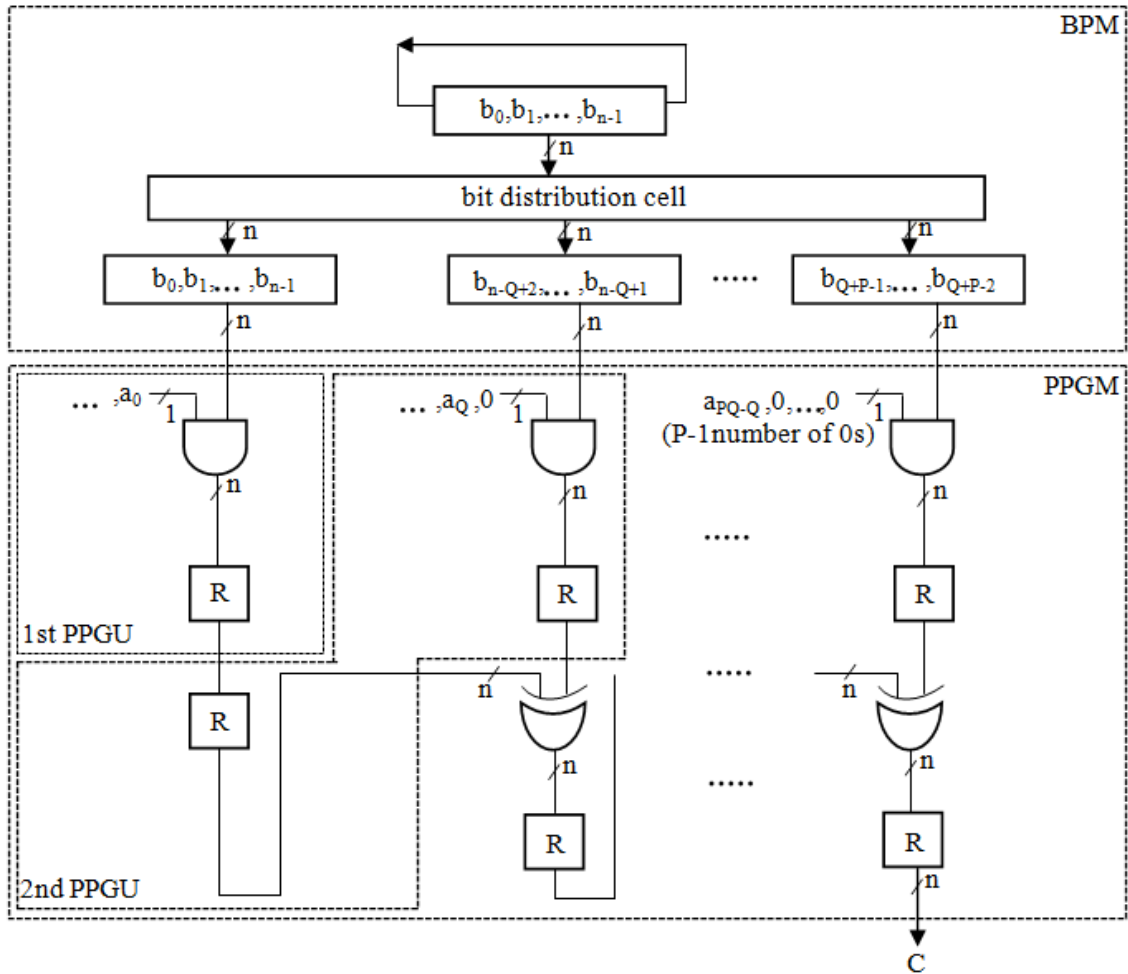 BPM
b0,b1,... ,bn-1
n
bit distribution cell
n n n
b0,b1,... ,bn-1 bn-Q+2,... ,bn-Q+1 ..... bQ+P-1,... ,bQ+P-2
n n n
PPGM
... ,a0 1 ... ,aQ ,0 1 aPQ-Q ,0,...,0 1
(P-1number of 0s)
n n n
.....
R R R
1st PPGU
n ..... n
R
n ..... n
R R
2nd PPGU
n
C